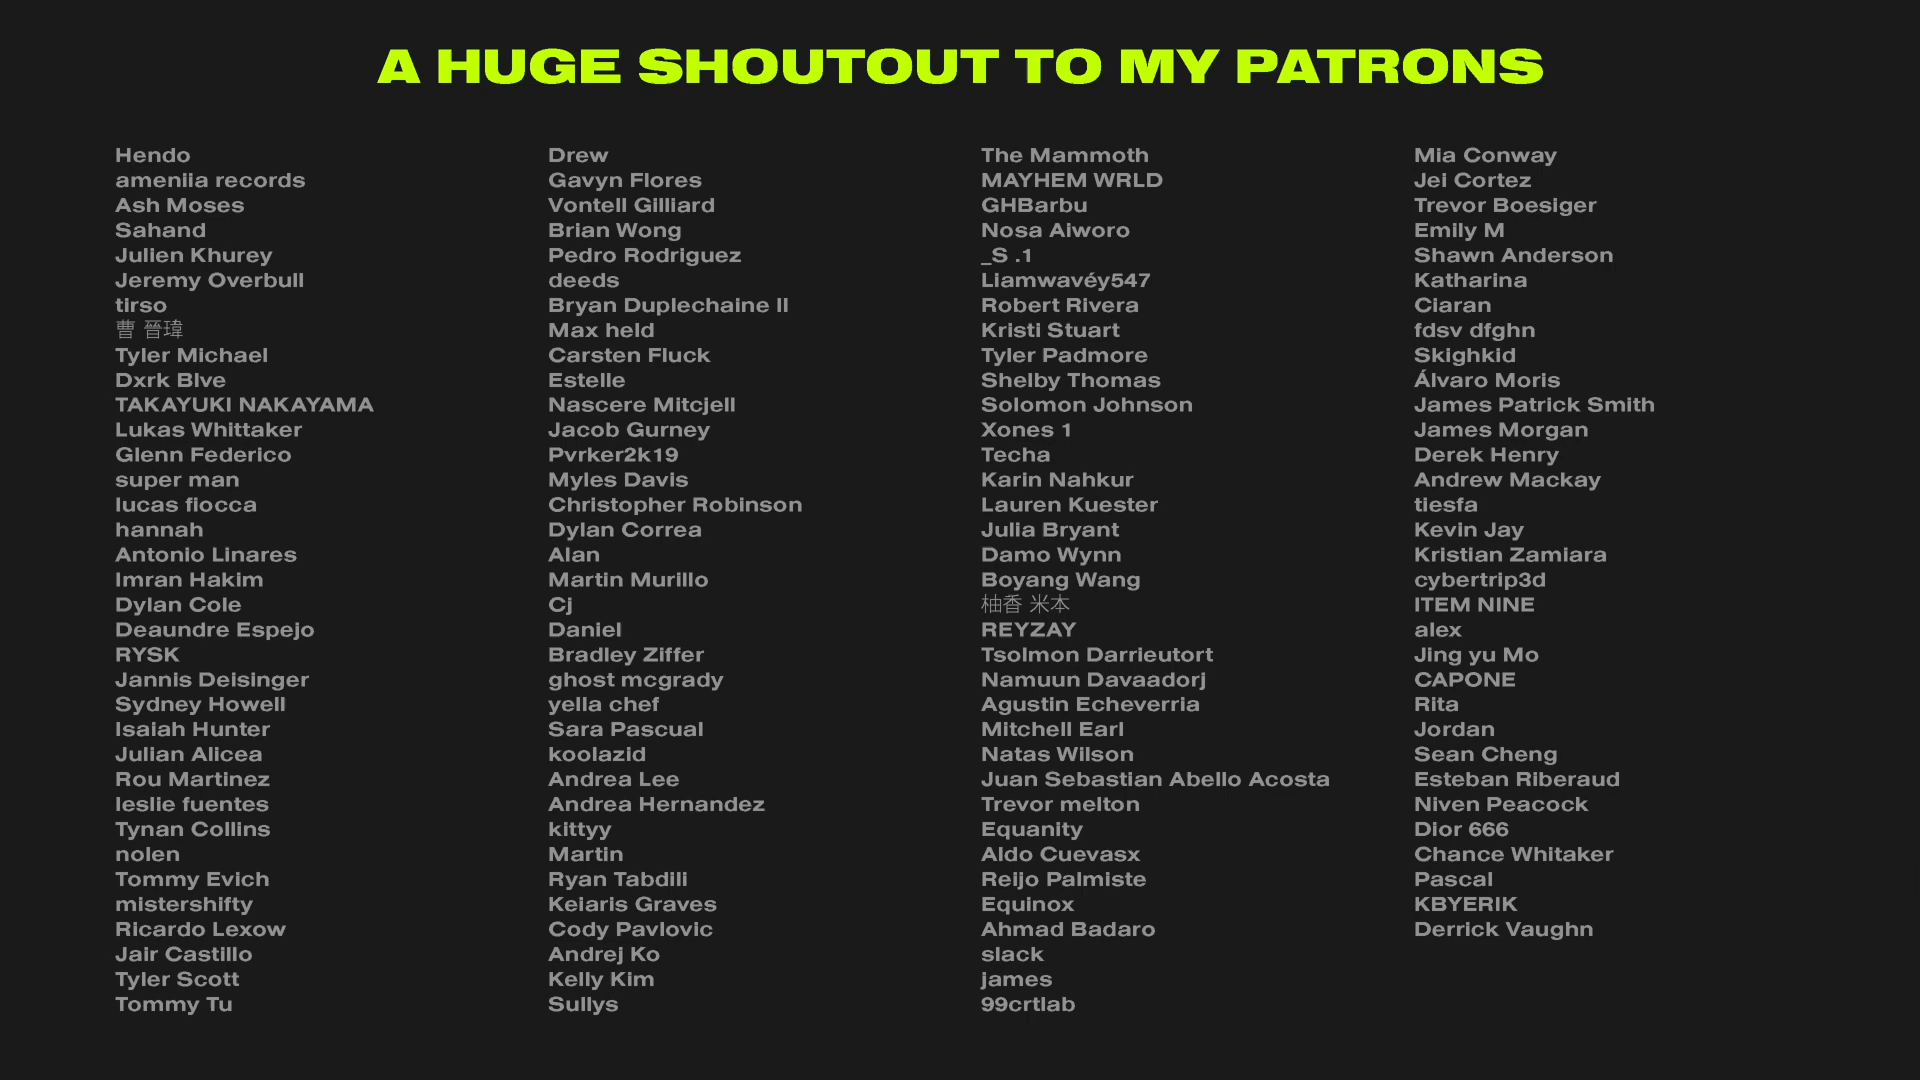 A HUGE SHOUTOUT TO MY PATRONS
Hendo
ameniia records
Ash Moses
Sahand
Julien Khurey
Jeremy Overbull
tirso
曹 晉瑋
Tyler Michael
Dxrk Blve
TAKAYUKI NAKAYAMA
Lukas Whittaker
Glenn Federico
super man
lucas fiocca
hannah
Antonio Linares
Imran Hakim
Dylan Cole
Deaundre Espejo
RYSK
Jannis Deisinger
Sydney Howell
Isaiah Hunter
Julian Alicea
Rou Martinez
leslie fuentes
Tynan Collins
nolen
Tommy Evich
mistershifty
Ricardo Lexow
Jair Castillo
Tyler Scott
Tommy Tu
Drew
Gavyn Flores
Vontell Gilliard
Brian Wong
Pedro Rodriguez
deeds
Bryan Duplechaine II
Max held
Carsten Fluck
Estelle
Nascere Mitcjell
Jacob Gurney
Pvrker2k19
Myles Davis
Christopher Robinson
Dylan Correa
Alan
Martin Murillo
Cj
Daniel
Bradley Ziffer
ghost mcgrady
yella chef
Sara Pascual
koolazid
Andrea Lee
Andrea Hernandez
kittyy
Martin
Ryan Tabdili
Keiaris Graves
Cody Pavlovic
Andrej Ko
Kelly Kim
Sullys
The Mammoth
MAYHEM WRLD
GHBarbu
Nosa Aiworo
_S .1
Liamwavéy547
Robert Rivera
Kristi Stuart
Tyler Padmore
Shelby Thomas
Solomon Johnson
Xones 1
Techa
Karin Nahkur
Lauren Kuester
Julia Bryant
Damo Wynn
Boyang Wang
柚香 米本
REYZAY
Tsolmon Darrieutort
Namuun Davaadorj
Agustin Echeverria
Mitchell Earl
Natas Wilson
Juan Sebastian Abello Acosta
Trevor melton
Equanity
Aldo Cuevasx
Reijo Palmiste
Equinox
Ahmad Badaro
slack
james
99crtlab
Mia Conway
Jei Cortez
Trevor Boesiger
Emily M
Shawn Anderson
Katharina
Ciaran
fdsv dfghn
Skighkid
Álvaro Moris
James Patrick Smith
James Morgan
Derek Henry
Andrew Mackay
tiesfa
Kevin Jay
Kristian Zamiara
cybertrip3d
ITEM NINE
alex
Jing yu Mo
CAPONE
Rita
Jordan
Sean Cheng
Esteban Riberaud
Niven Peacock
Dior 666
Chance Whitaker
Pascal
KBYERIK
Derrick Vaughn